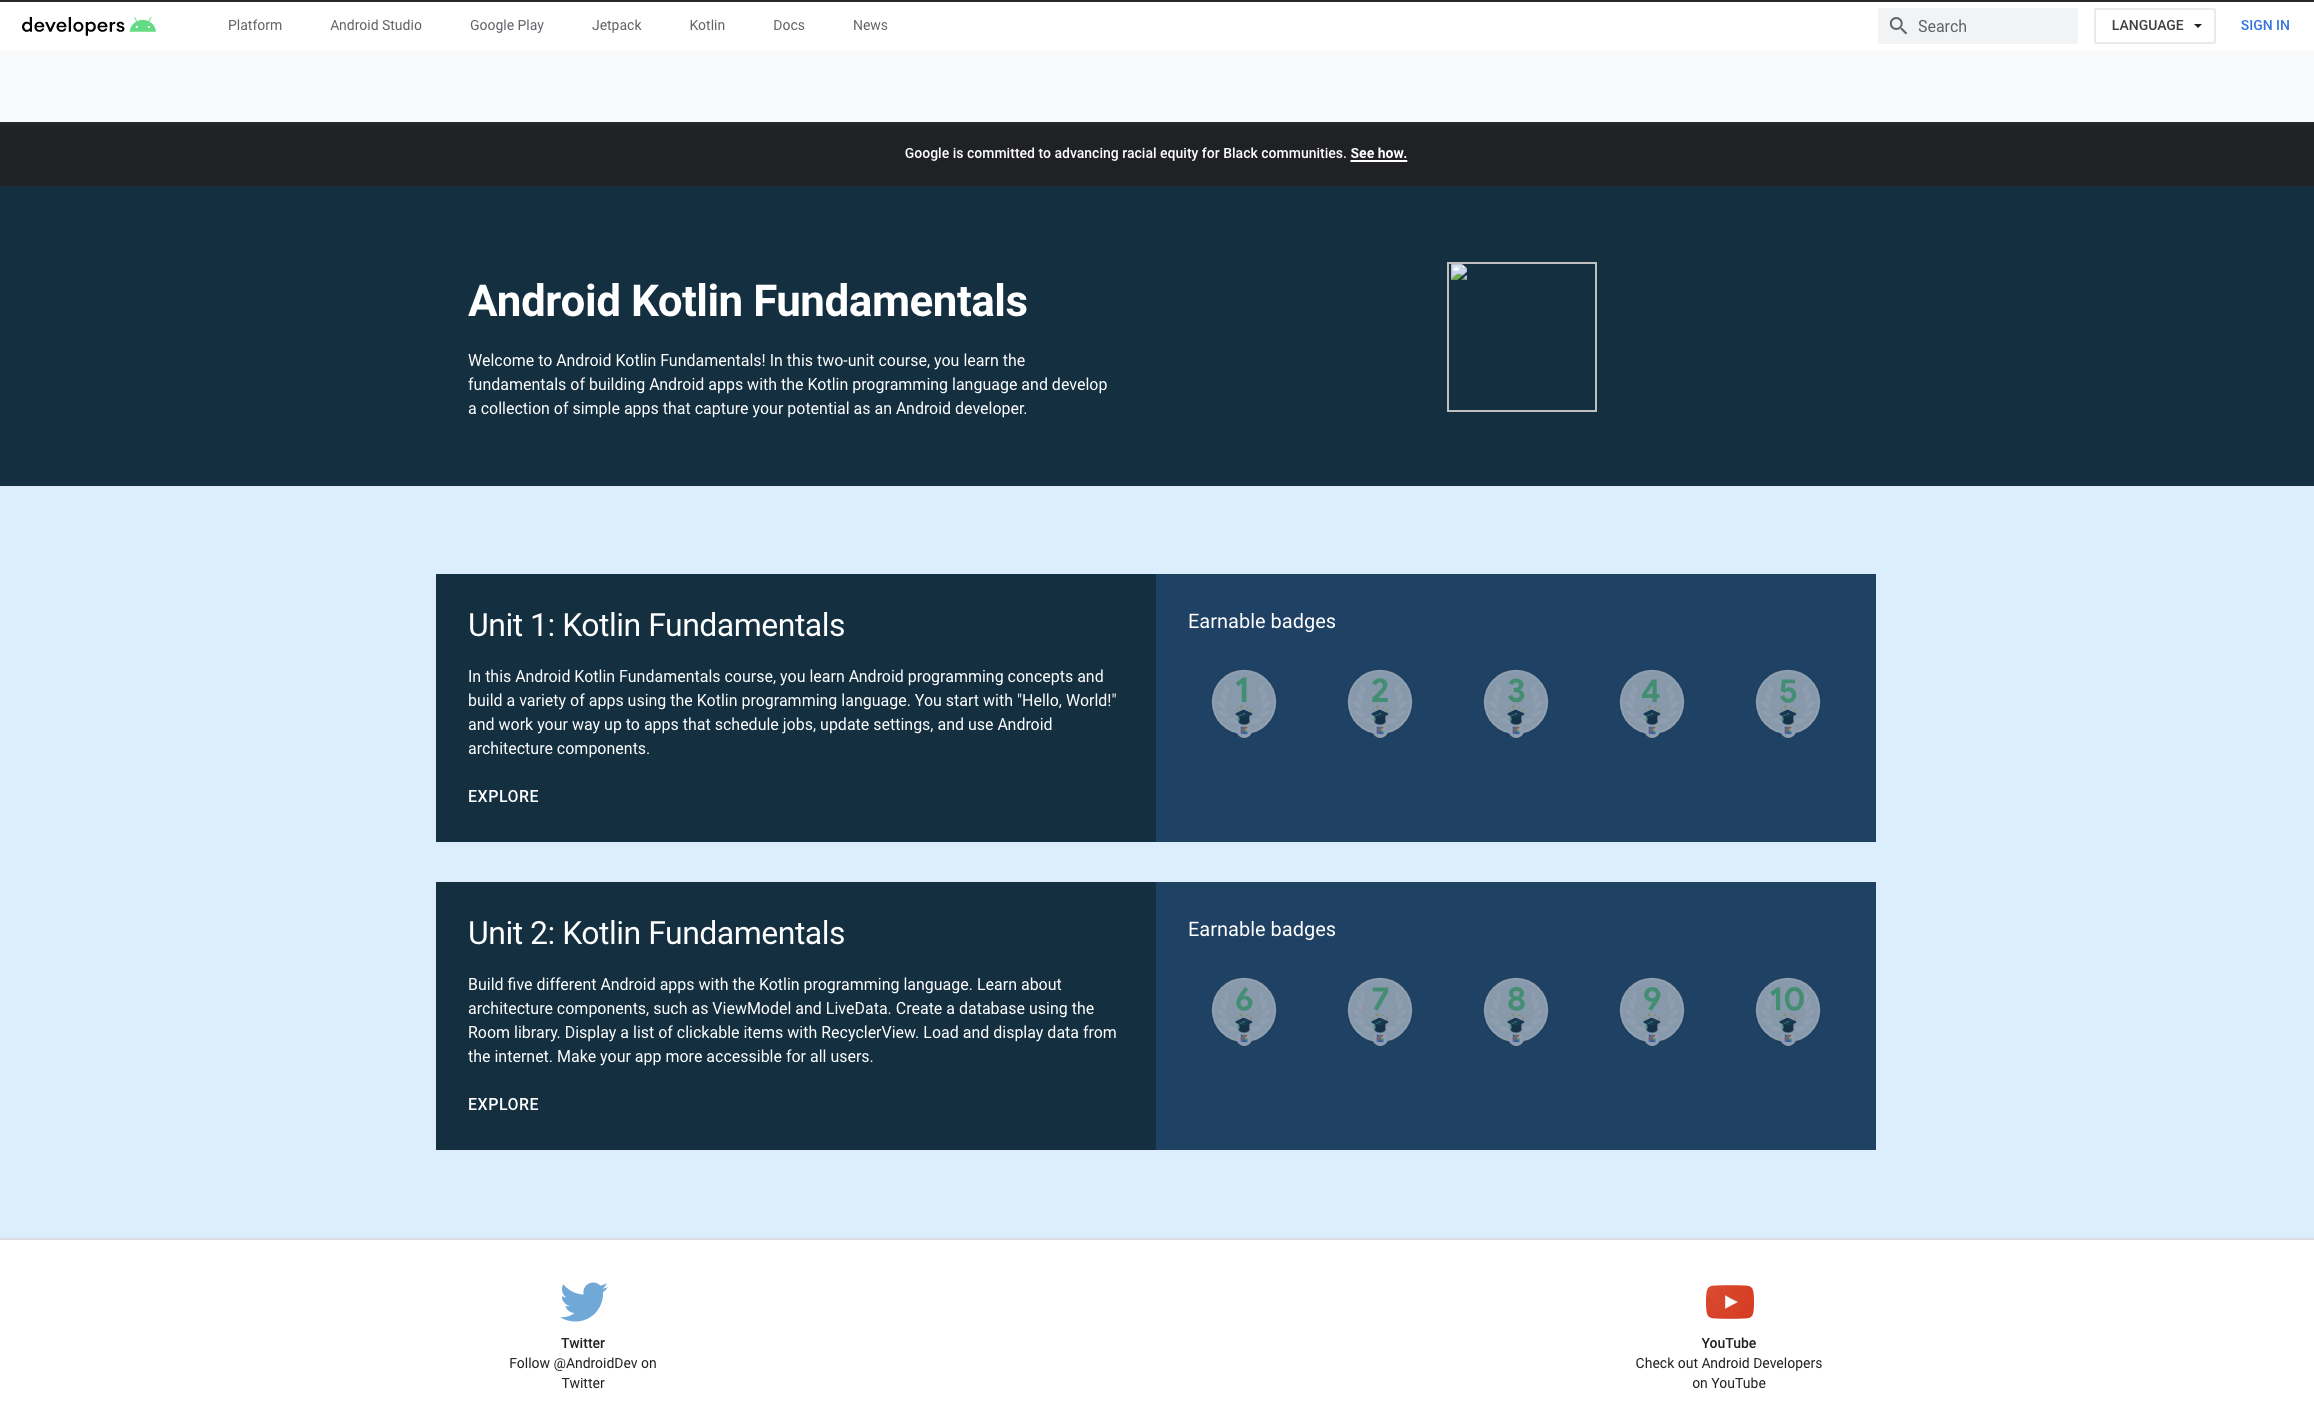 developers
Platform
Android Studio
Google Play
Jetpack
Kotlin
Docs
News
Search
LANGUAGE
SIGN IN
Google is committed to advancing racial equity for Black communities. See how.
Android Kotlin Fundamentals
Welcome to Android Kotlin Fundamentals! In this two-unit course, you learn the
fundamentals of building Android apps with the Kotlin programming language and develop
a collection of simple apps that capture your potential as an Android developer.
Unit 1: Kotlin Fundamentals
In this Android Kotlin Fundamentals course, you learn Android programming concepts and
build a variety of apps using the Kotlin programming language. You start with "Hello, World!"
and work your way up to apps that schedule jobs, update settings, and use Android
architecture components.
EXPLORE
Earnable badges
1
2
3
4
5
Unit 2: Kotlin Fundamentals
Build five different Android apps with the Kotlin programming language. Learn about
architecture components, such as ViewModel and LiveData. Create a database using the
Room library. Display a list of clickable items with RecyclerView. Load and display data from
the internet. Make your app more accessible for all users.
EXPLORE
Earnable badges
6
7
8
9
10
Twitter
Follow @AndroidDev on
Twitter
YouTube
Check out Android Developers
on YouTube